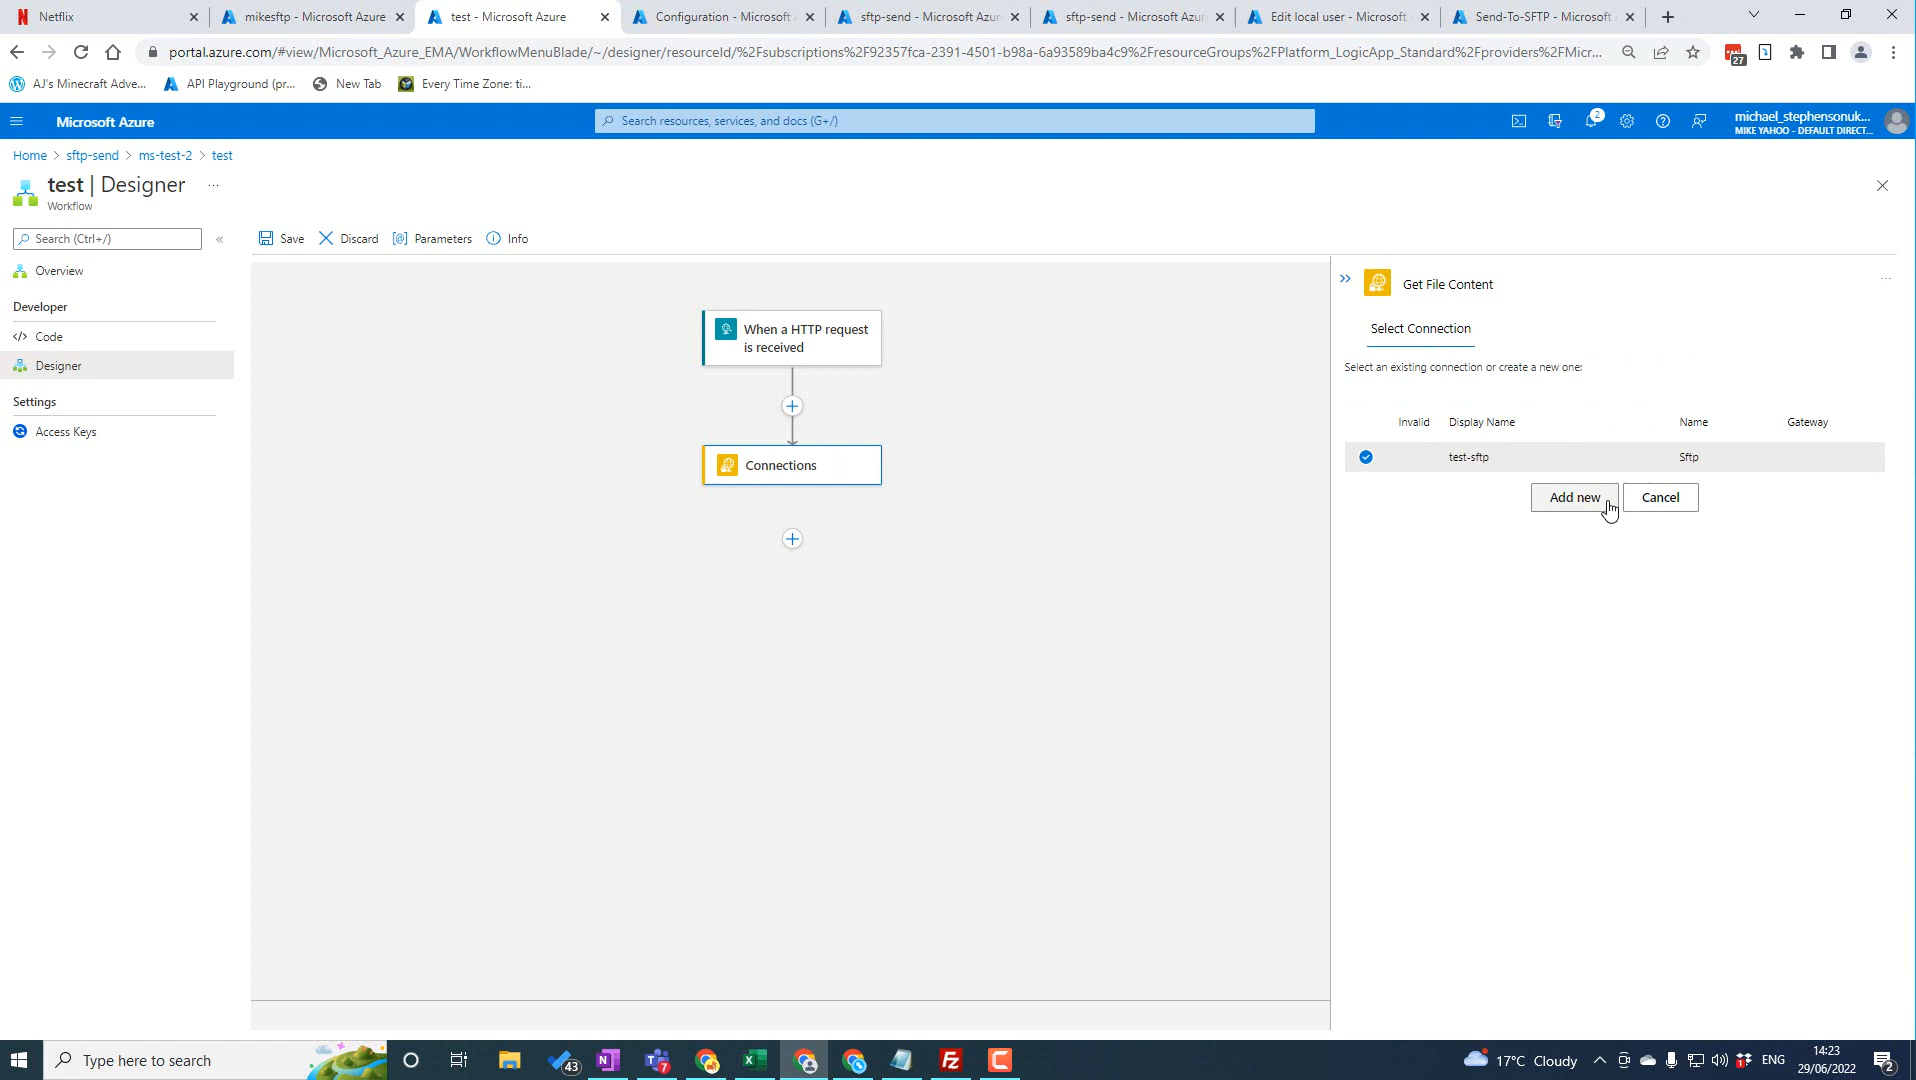 Netflix
mikesftp - Microsoft Azure
test - Microsoft Azure
Configuration - Microsoft
sftp-send - Microsoft Azur
sftp-send - Microsoft Azur
Edit local user - Microsoft
Send-To-SFTP - Microsoft
portal.azure.com/#view/Microsoft_Azure_EMA/WorkflowMenuBlade/~/designer/resourceId/%2Fsubscriptions%2F92357fca-2391-4501-b98a-6a93589ba4c9%2FresourceGroups%2FPlatform_LogicApp_Standard%2Fproviders%2FMicr...
27
AJ's Minecraft Adve...
API Playground (pr...
New Tab
Every Time Zone: ti...
Microsoft Azure
Search resources, services, and docs (G+/)
2
michael_stephensonuk...
MIKE YAHOO - DEFAULT DIRECT...
Home > sftp-send > ms-test-2 > test
test | Designer ...
Workflow
Search (Ctrl+/)
«
Overview
Developer
</> Code
Designer
Settings
Access Keys
Save
Discard
[@] Parameters
Info
When a HTTP request
is received
Connections
Get File Content
...
Select Connection
Select an existing connection or create a new one:
Invalid Display Name Name Gateway
test-sftp Sftp
Add new
Cancel
Type here to search
43
7
17°C Cloudy
ENG
14:23
29/06/2022
2